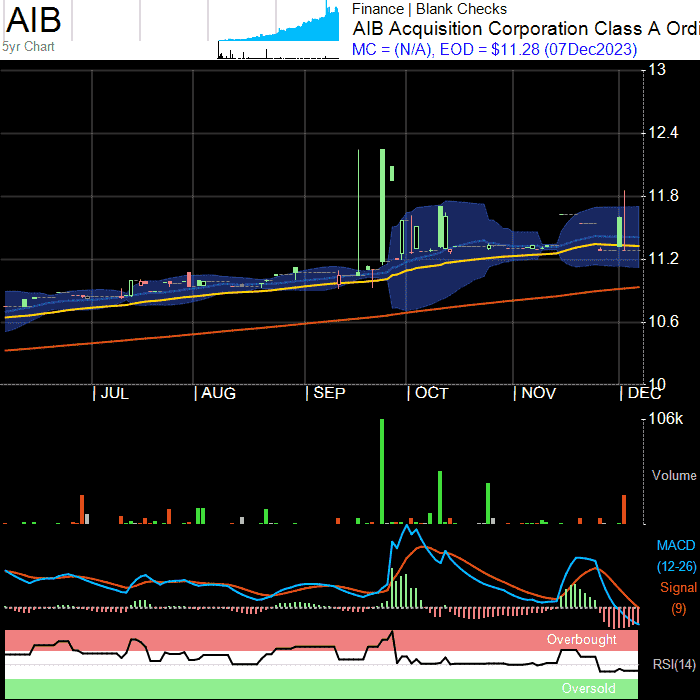 AIB
5yr Chart
Finance | Blank Checks
AIB Acquisition Corporation Class A Ordi
MC = (N/A), EOD = $11.28 (07Dec2023)
13
12.4
11.8
11.2
10.6
10
JUL
AUG
SEP
OCT
NOV
DEC
106k
Volume
MACD
(12-26)
Signal
(9)
Overbought
RSI(14)
Oversold